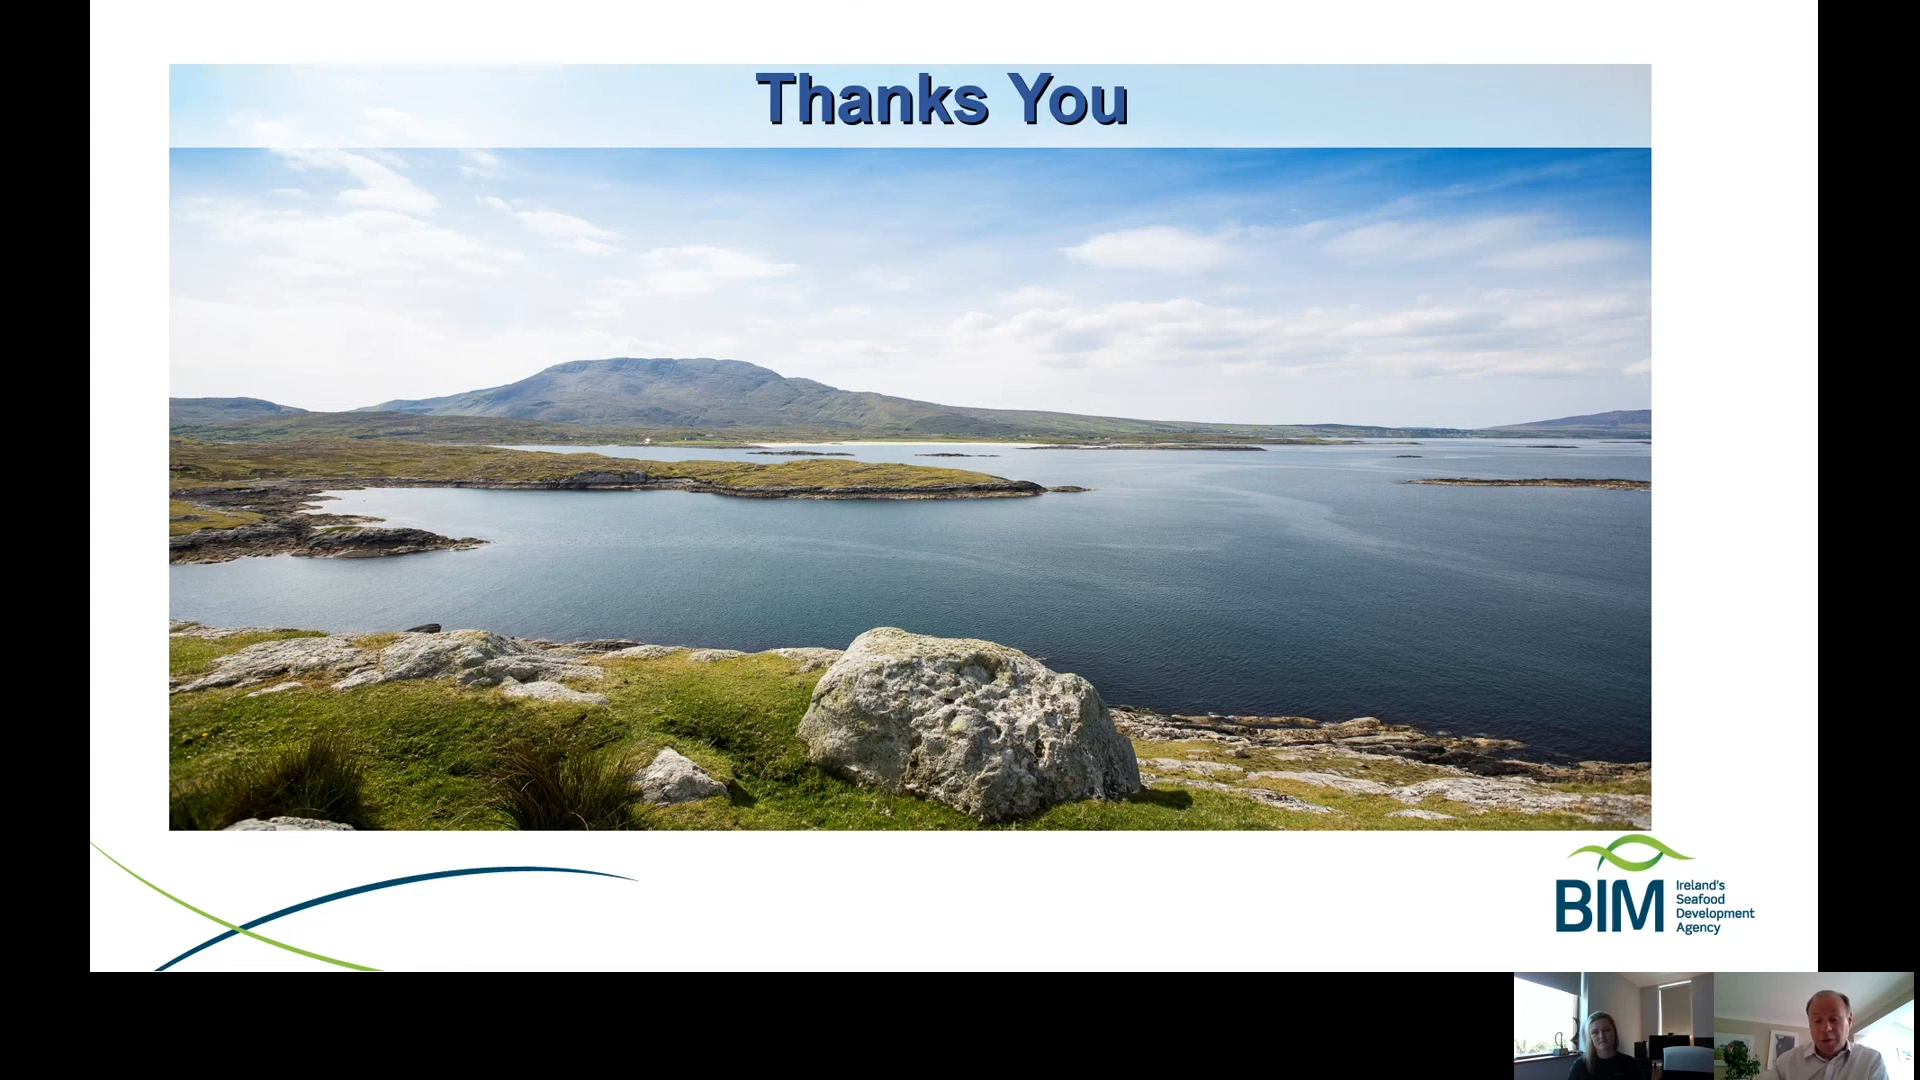 Thanks You
BIM
Ireland's
Seafood
Development
Agency